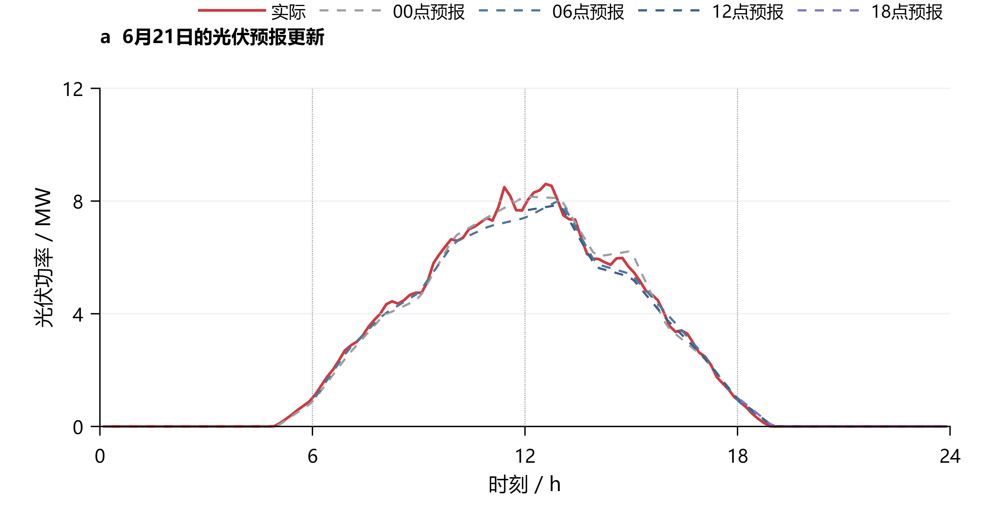 实际 00点预报 06点预报 12点预报 18点预报
a 6月21日的光伏预报更新
12
8
4
0
光伏功率 / MW
0 6 12 18 24
时刻 / h